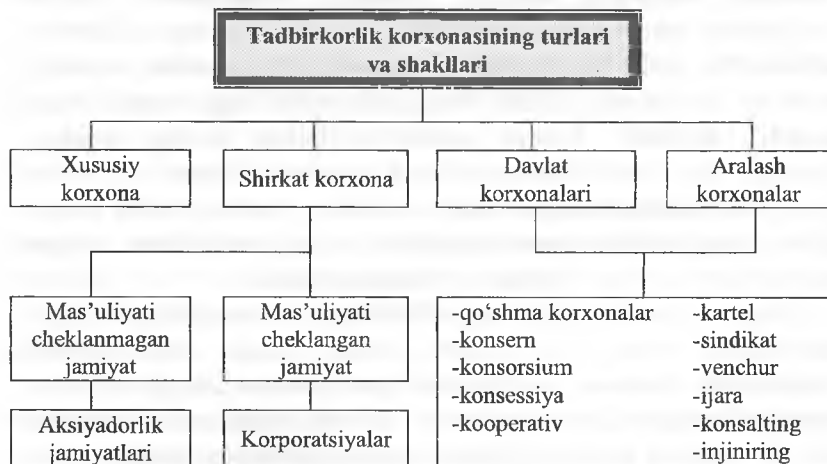 Tadbirkorlik korxonasining turlari
va shakllari
Xususiy
korxona
Shirkat korxona
Davlat
korxonalari
Aralash
korxonalar
Mas’uliyati
cheklanmagan
jamiyat
Mas’uliyati
cheklangan
jamiyat
-qo‘shma korxonalar
-konsern
-konsorsium
-konsessiya
-kooperativ
-kartel
-sindikat
-venchur
-ijara
-konsalting
-injiniring
Aksiyadorlik
jamiyatlari
Korporatsiyalar